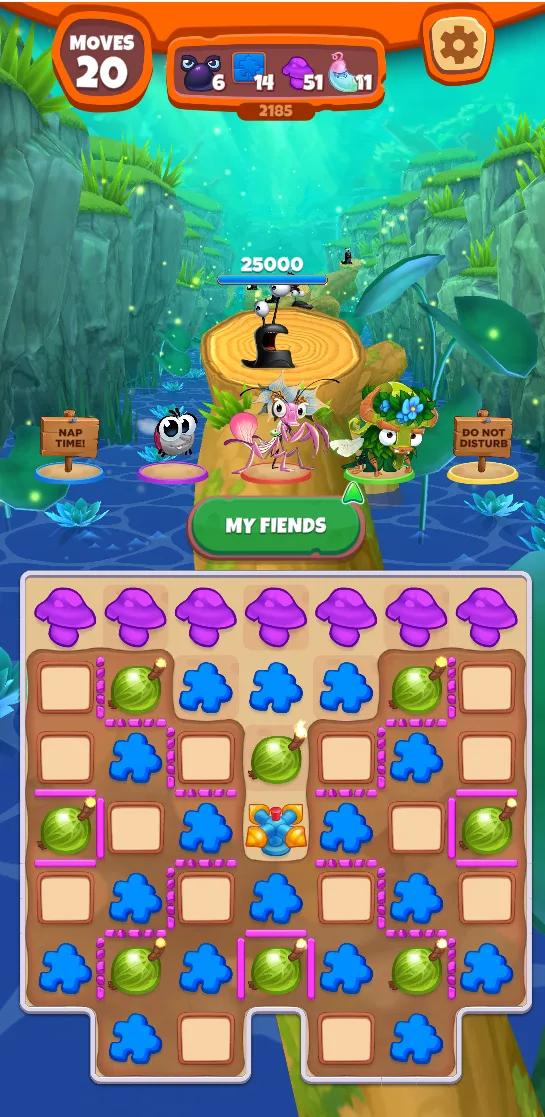 MOVES
20
6 14 51 11
2185
25000
NAP
TIME!
DO NOT
DISTURB
MY FIENDS